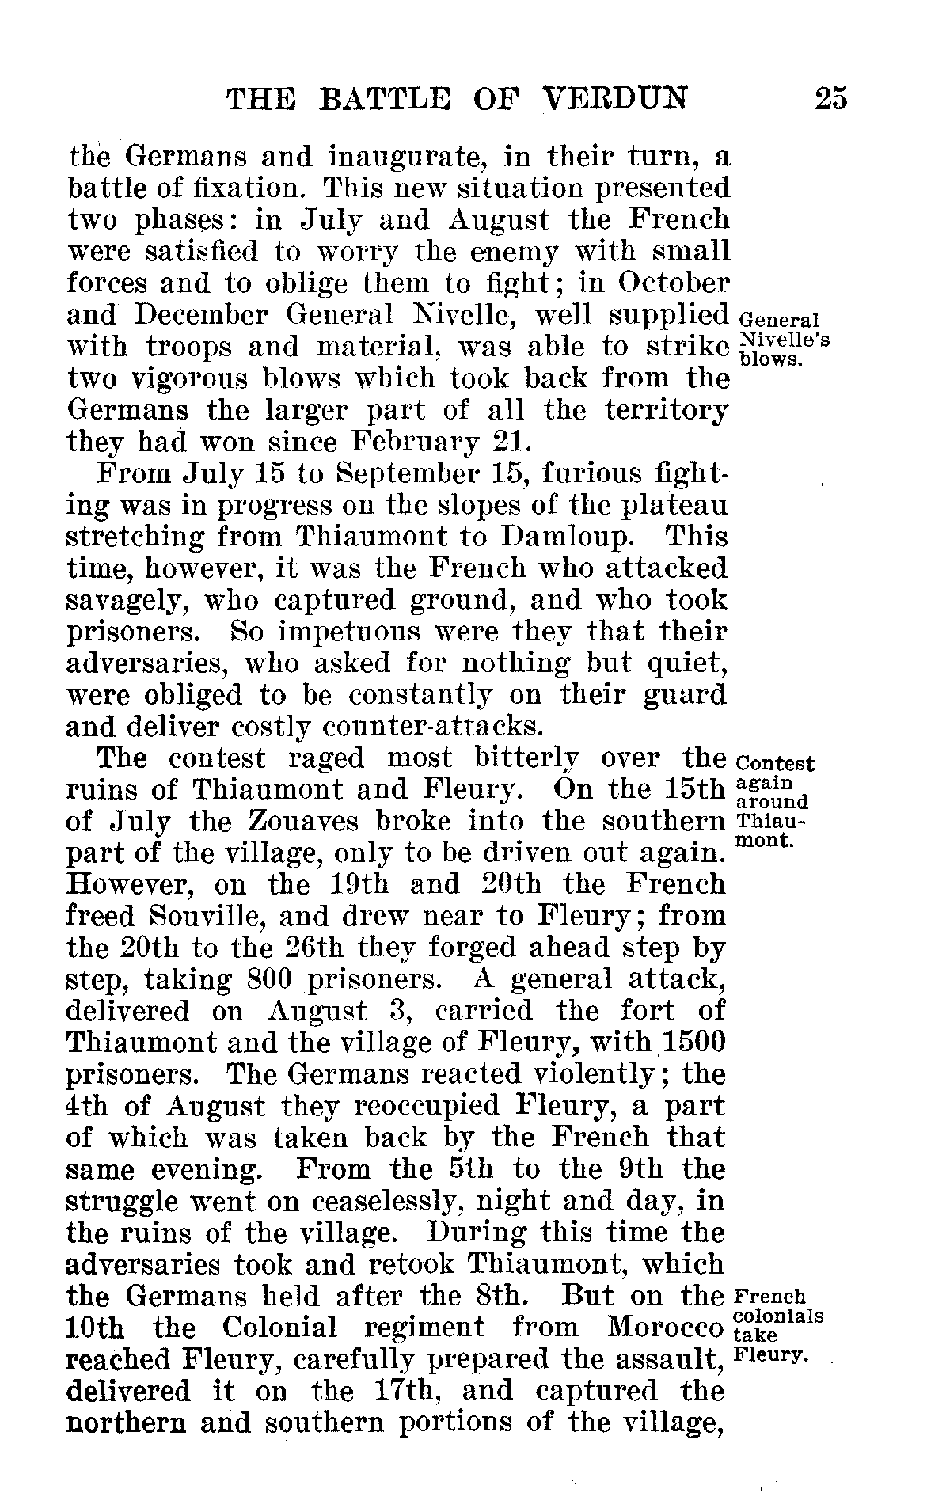 THE BATTLE OF VERDUN 25
the Germans and inaugurate, in their turn, a
battle of fixation. This new situation presented
two phases: in July and August the French
were satisfied to worry the enemy with small
forces and to oblige them to fight; in October
and December General Nivelle, well supplied
with troops and material, was able to strike
two vigorous blows which took back from the
Germans the larger part of all the territory
they had won since February 21.
General
Nivelle's
blows.
From July 15 to September 15, furious fight-
ing was in progress on the slopes of the plateau
stretching from Thiaumont to Damloup. This
time, however, it was the French who attacked
savagely, who captured ground, and who took
prisoners. So impetuous were they that their
adversaries, who asked for nothing but quiet,
were obliged to be constantly on their guard
and deliver costly counter-attacks.
The contest raged most bitterly over the
ruins of Thiaumont and Fleury. On the 15th
of July the Zouaves broke into the southern
part of the village, only to be driven out again.
However, on the 19th and 20th the French
freed Souville, and drew near to Fleury; from
the 20th to the 26th they forged ahead step by
step, taking 800 prisoners. A general attack,
delivered on August 3, carried the fort of
Thiaumont and the village of Fleury, with 1500
prisoners. The Germans reacted violently; the
4th of August they reoccupied Fleury, a part
of which was taken back by the French that
same evening. From the 5th to the 9th the
struggle went on ceaselessly, night and day, in
the ruins of the village. During this time the
adversaries took and retook Thiaumont, which
the Germans held after the 8th. But on the
10th the Colonial regiment from Morocco
reached Fleury, carefully prepared the assault,
delivered it on the 17th, and captured the
northern and southern portions of the village,
Contest
again
around
Thiau-
mont.
French
colonials
take
Fleury.